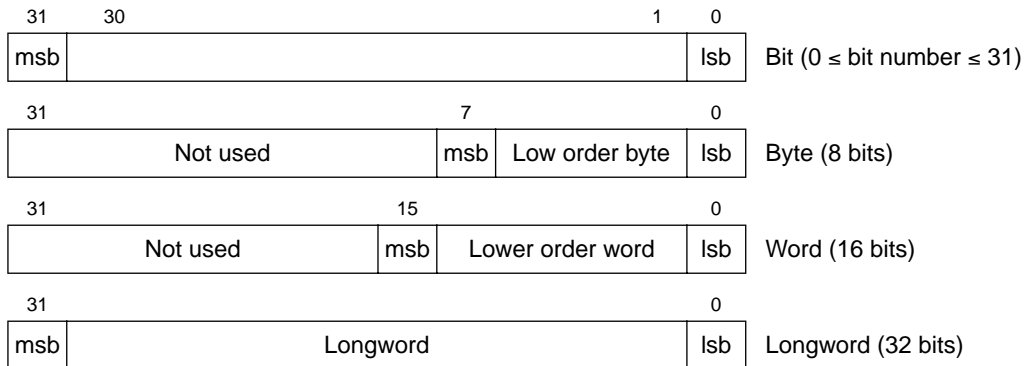 31 30 1 0
msb lsb Bit (0 ≤ bit number ≤ 31)
31 7 0
Not used msb Low order byte lsb Byte (8 bits)
31 15 0
Not used msb Lower order word lsb Word (16 bits)
31 0
msb Longword lsb Longword (32 bits)